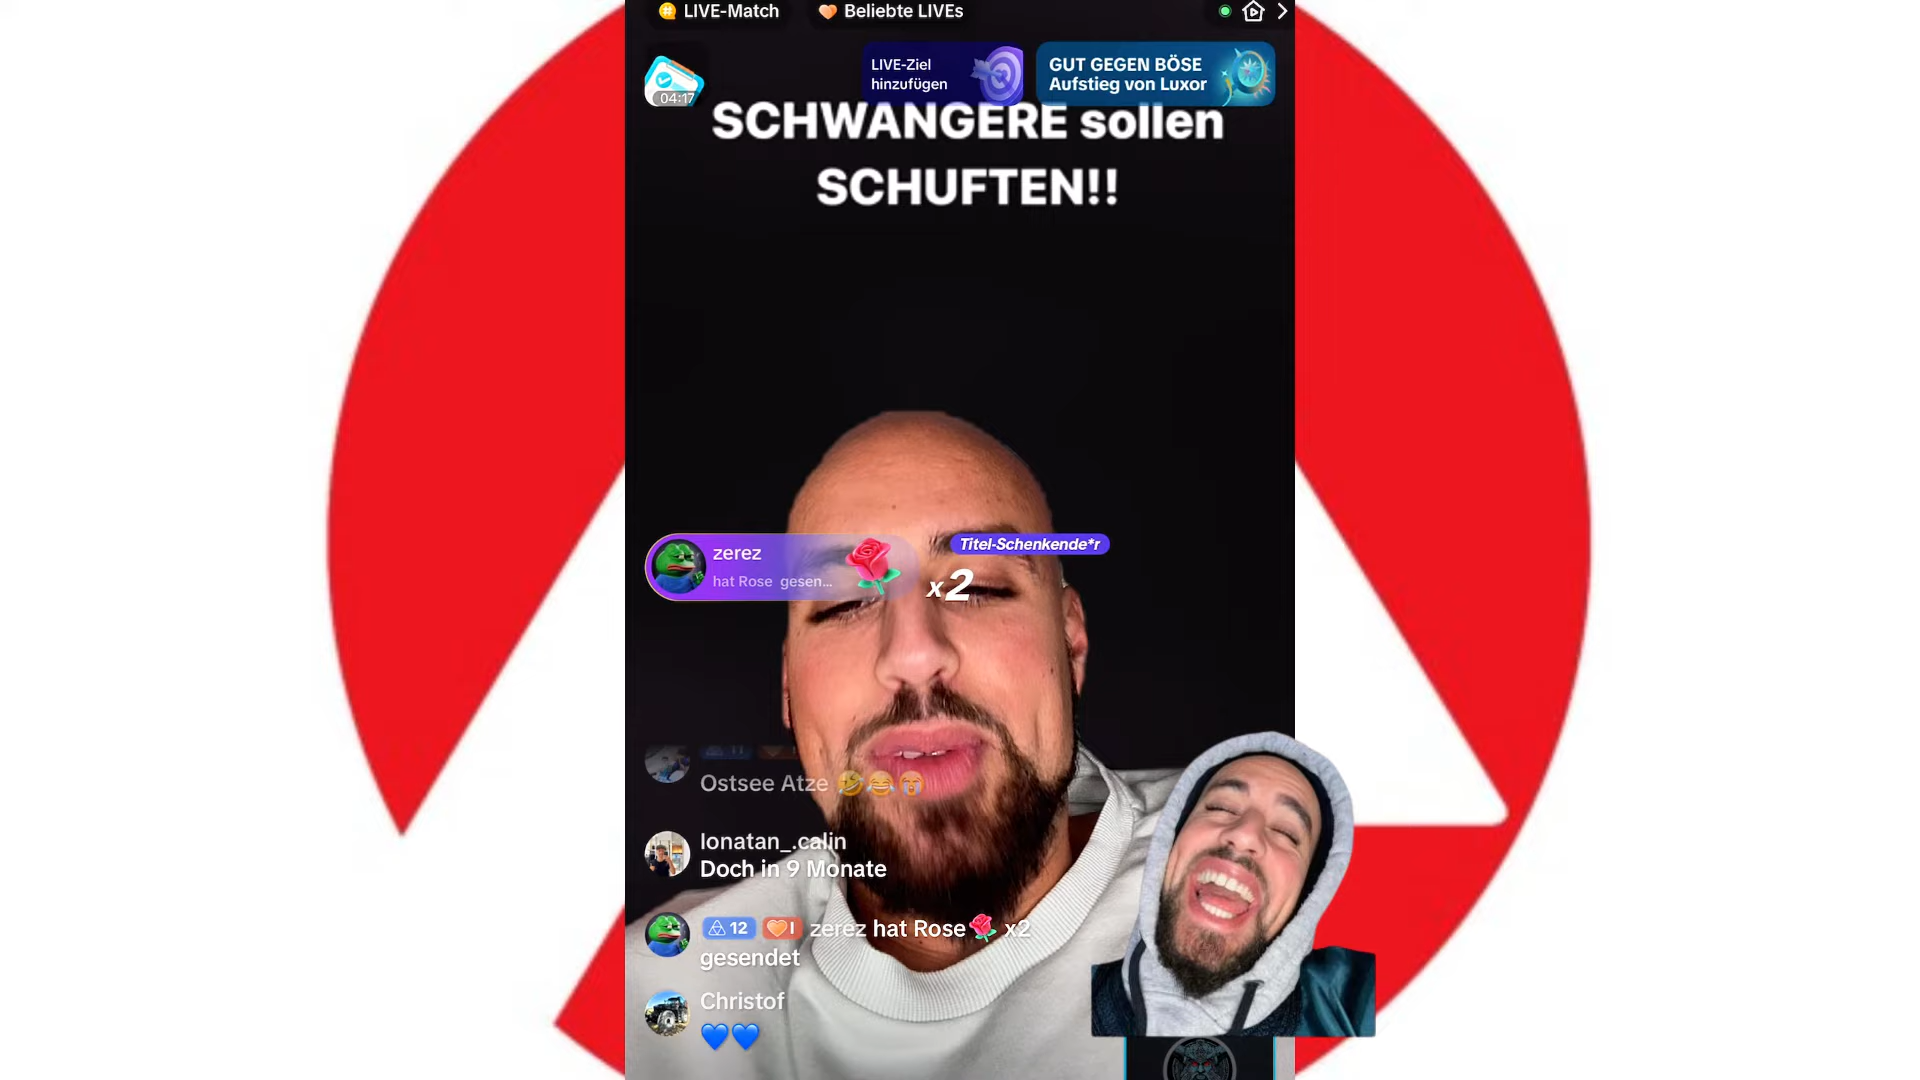 LIVE-Match
Beliebte LIVEs
LIVE-Ziel
hinzufügen
GUT GEGEN BÖSE
Aufstieg von Luxor
04:17
SCHWANGERE sollen
SCHUFTEN!!
Titel-Schenkende*r
zerez
hat Rose gesen...
x2
Ostsee Atze 🤣😂😭
Ionatan_.calin
Doch in 9 Monate
12 I zerez hat Rose🌹 x2
gesendet
Christof
💙💙